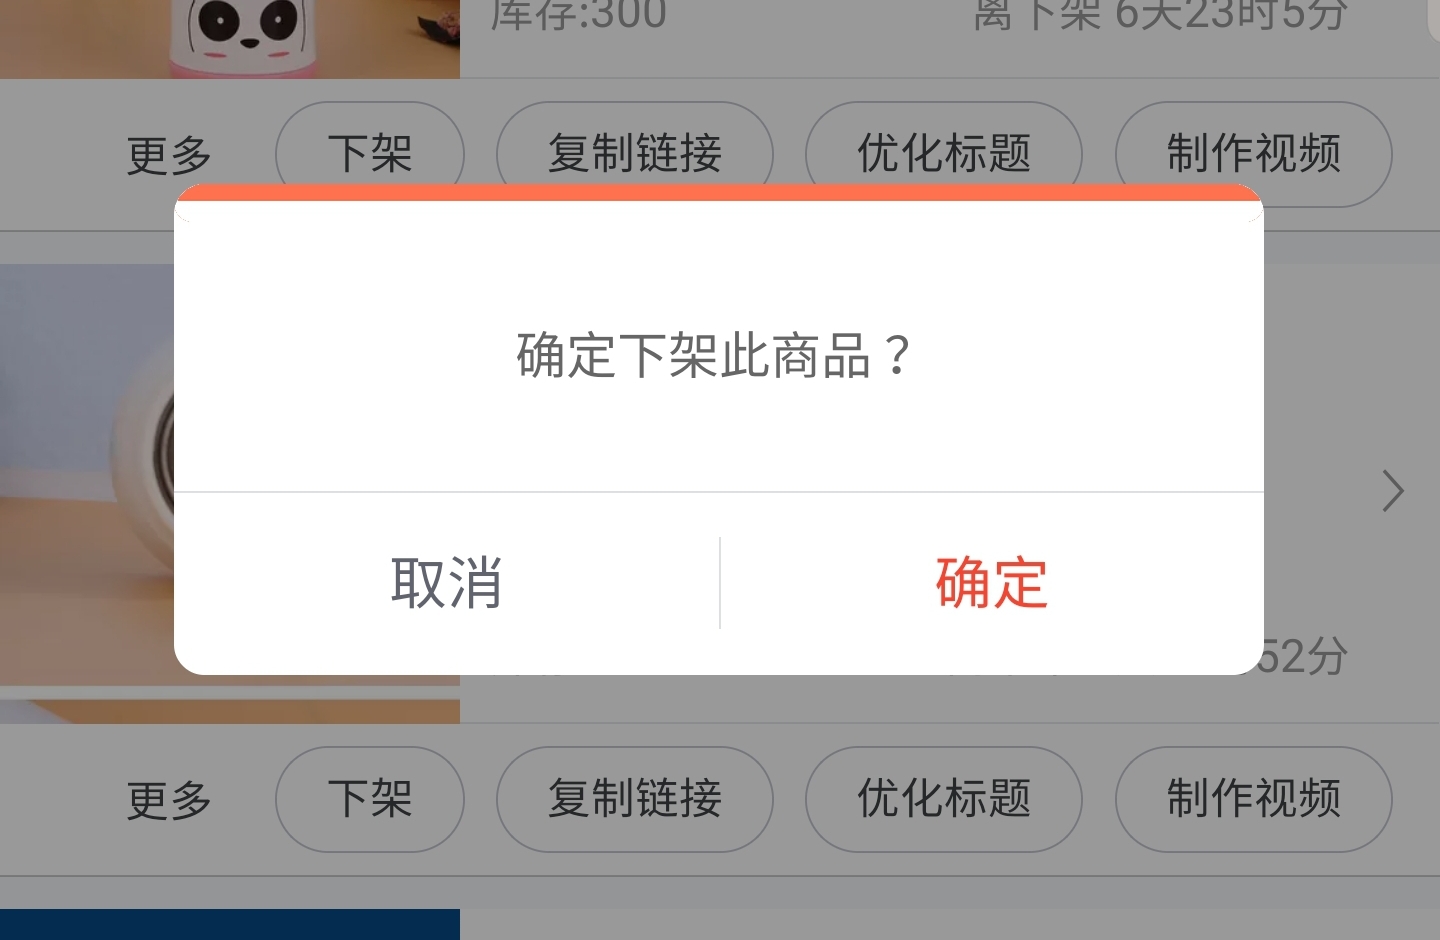 库存:300 离下架 6天23时5分
更多 下架 复制链接 优化标题 制作视频
确定下架此商品？
取消 确定
52分
更多 下架 复制链接 优化标题 制作视频